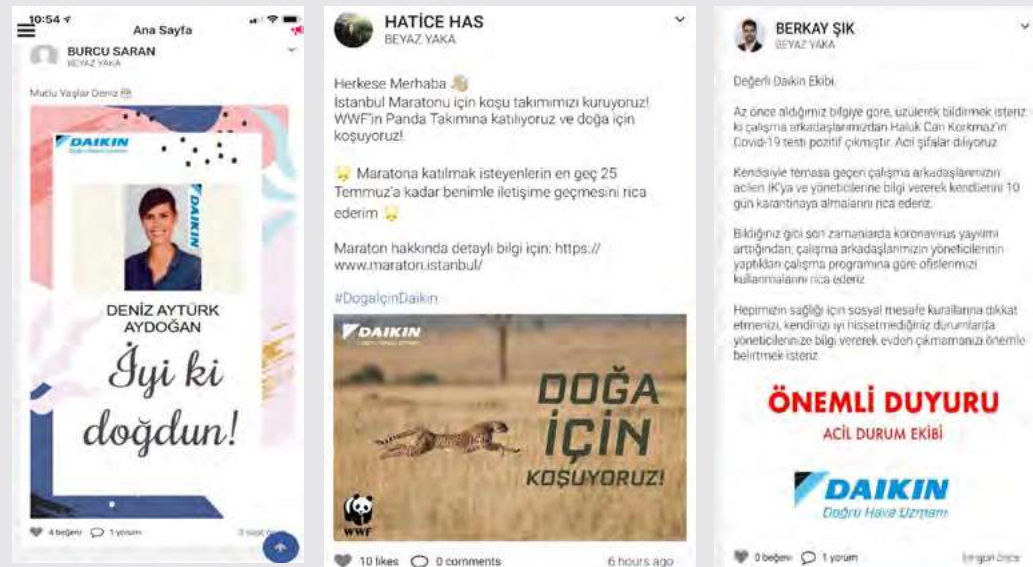 10:54
Ana Sayfa
BURCU SARAN
BEYAZ YAKA
Mutlu Yaşlar Deniz
DAIKIN
DAIKIN
DENİZ AYTÜRK
AYDOĞAN
İyi ki
doğdun!
4 beğeni 1 yorum
HATİCE HAS
BEYAZ YAKA
Herkese Merhaba
İstanbul Maratonu için koşu takımımızı kuruyoruz!
WWF'in Panda Takımına katılıyoruz ve doğa için
koşuyoruz!
Maratona katılmak isteyenlerin en geç 25
Temmuz'a kadar benimle iletişime geçmesini rica
ederim
Maraton hakkında detaylı bilgi için: https://
www.maraton.istanbul/
#DogaIçinDaikin
DAIKIN
DOĞA
İÇİN
KOŞUYORUZ!
WWF
10 likes 0 comments 6 hours ago
BERKAY ŞIK
BEYAZ YAKA
Değerli Daikin Ekibi,
Az önce aldığımız bilgiye göre, üzülerek bildirmek isteriz
ki çalışma arkadaşlarımızdan Haluk Can Korkmaz'ın
Covid-19 testi pozitif çıkmıştır. Acil şifalar diliyoruz
Kendisiyle temasa geçen çalışma arkadaşlarımızın
acilen İK'ya ve yöneticilerine bilgi vererek kendilerini 10
gün karantinaya almalarını rica ederiz.
Bildiğiniz gibi son zamanlarda koronavirüs yayılımı
arttığından, çalışma arkadaşlarımızın yöneticilerinin
yaptıkları çalışma programına göre ofislerimizi
kullanmalarını rica ederiz
Hepimizin sağlığı için sosyal mesafe kurallarına dikkat
etmenizi, kendinizi iyi hissetmediğiniz durumlarda
yöneticilerinize bilgi vererek evden çıkmamanızı önemle
belirtmek isteriz
ÖNEMLİ DUYURU
ACİL DURUM EKİBİ
DAIKIN
Doğru Hava Uzmanı
0 beğeni 1 yorum bir gün önce